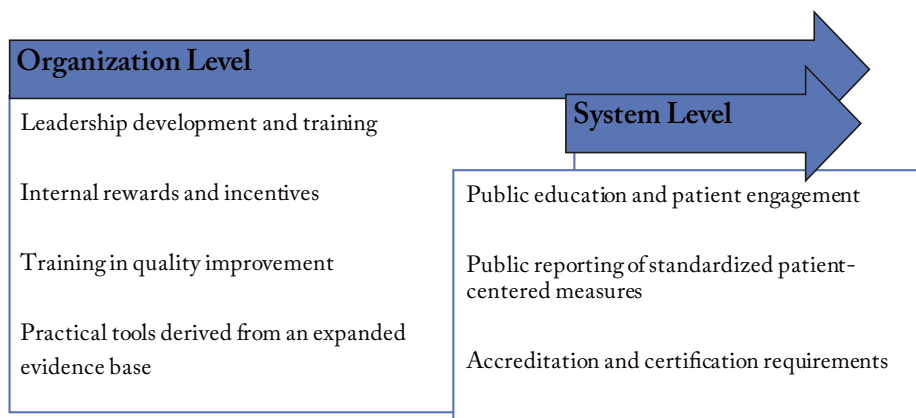 Organization Level
Leadership development and training
Internal rewards and incentives
Training in quality improvement
Practical tools derived from an expanded
evidence base
System Level
Public education and patient engagement
Public reporting of standardized patient-
centered measures
Accreditation and certification requirements